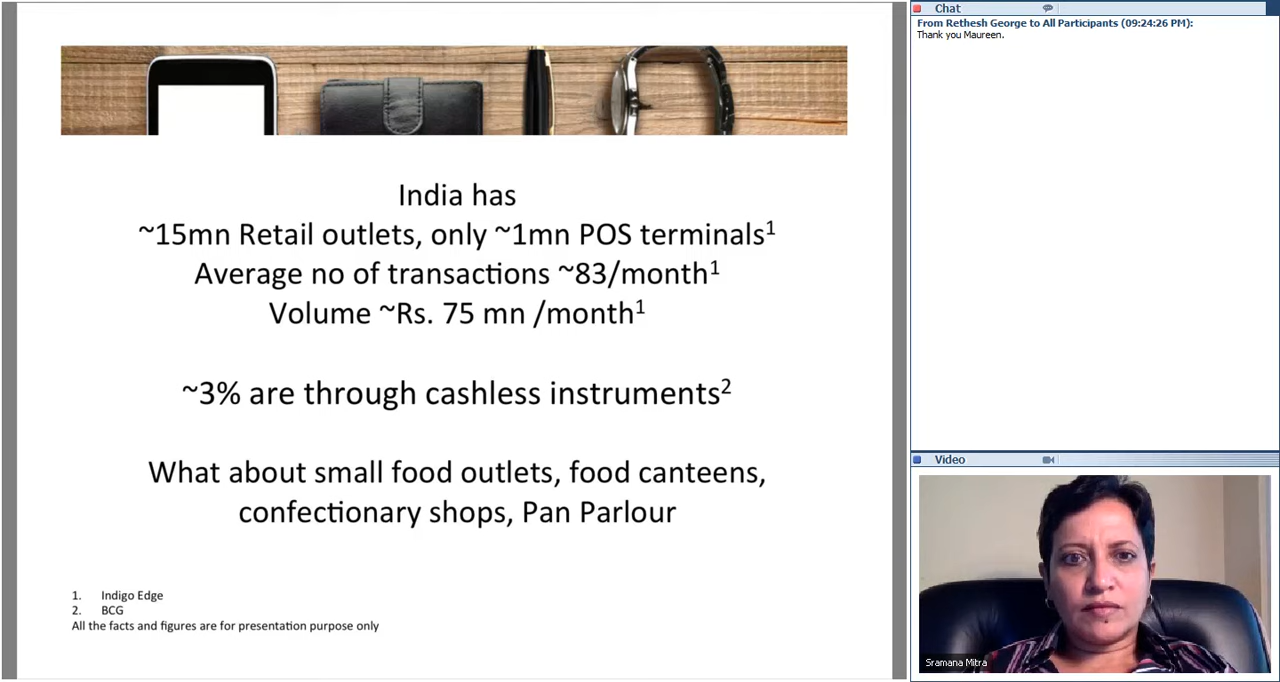 India has
~15mn Retail outlets, only ~1mn POS terminals¹
Average no of transactions ~83/month¹
Volume ~Rs. 75 mn /month¹
~3% are through cashless instruments²
What about small food outlets, food canteens,
confectionary shops, Pan Parlour
1. Indigo Edge
2. BCG
All the facts and figures are for presentation purpose only
Chat
From Rethesh George to All Participants (09:24:26 PM):
Thank you Maureen.
Video
Sramana Mitra